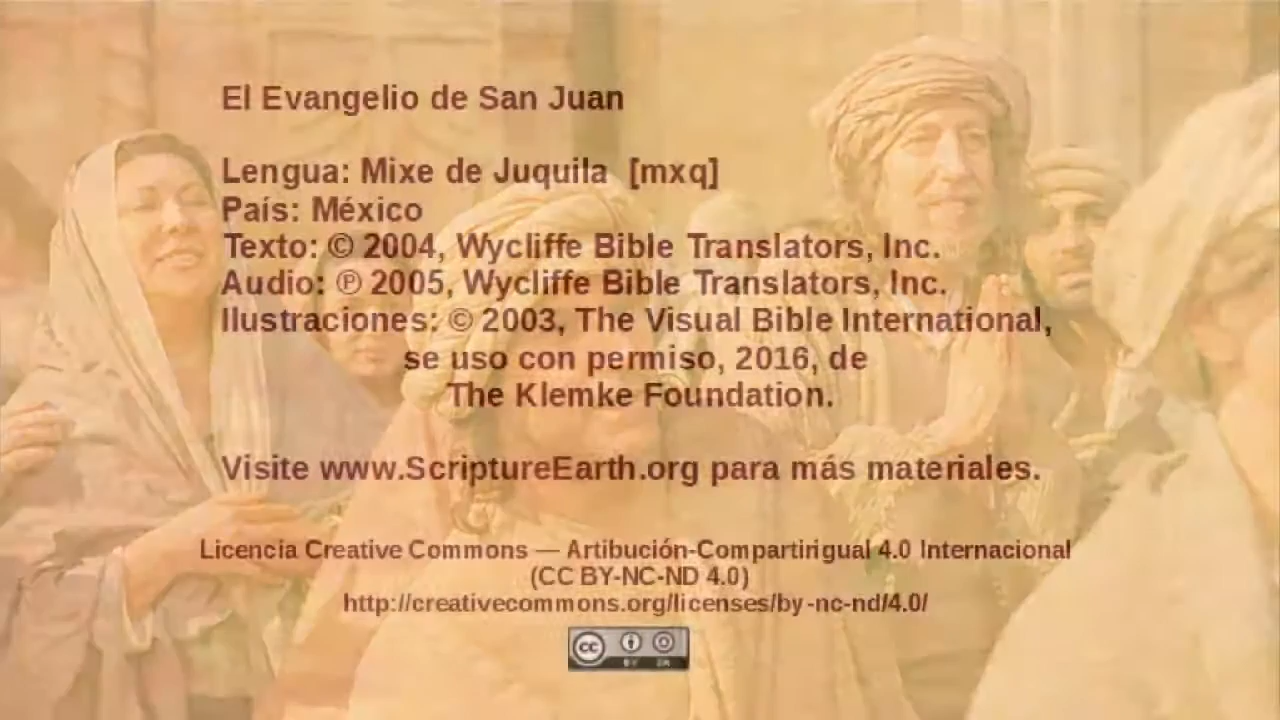 El Evangelio de San Juan
Lengua: Mixe de Juquila [mxq]
País: México
Texto: © 2004, Wycliffe Bible Translators, Inc.
Audio: ℗ 2005, Wycliffe Bible Translators, Inc.
Ilustraciones: © 2003, The Visual Bible International,
se uso con permiso, 2016, de
The Klemke Foundation.
Visite www.ScriptureEarth.org para más materiales.
Licencia Creative Commons — Artibución-Compartirigual 4.0 Internacional
(CC BY-NC-ND 4.0)
http://creativecommons.org/licenses/by-nc-nd/4.0/
cc BY SA